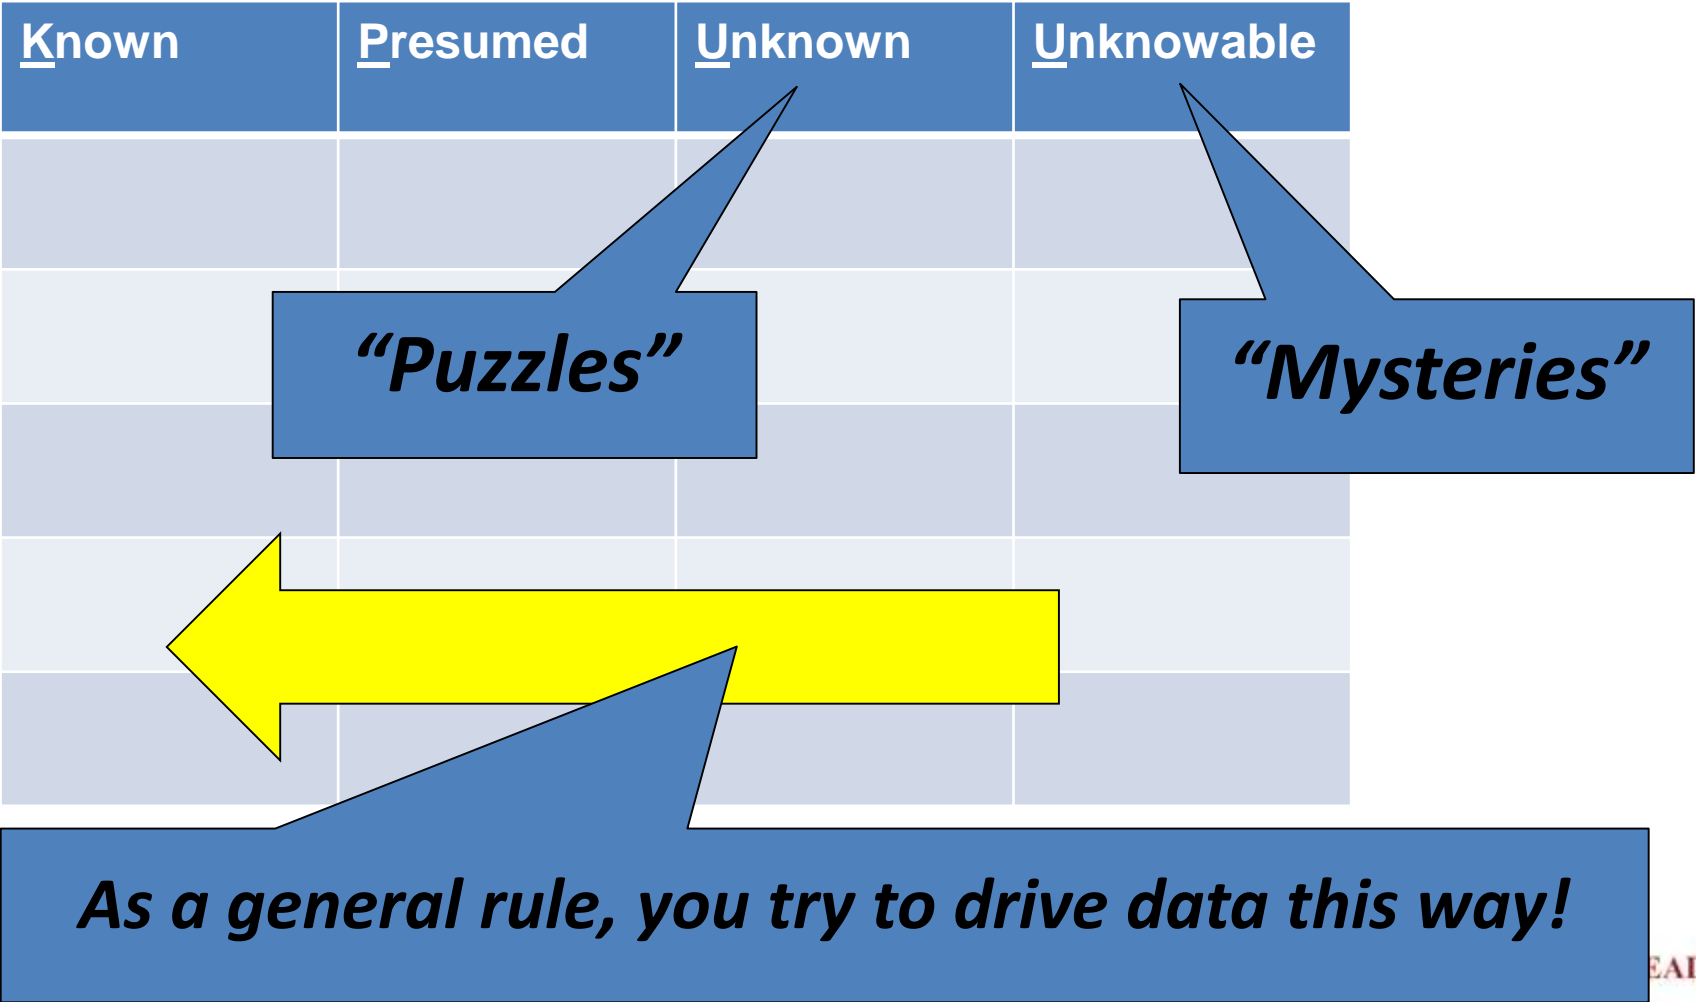 Known Presumed Unknown Unknowable
“Puzzles”
“Mysteries”
As a general rule, you try to drive data this way!